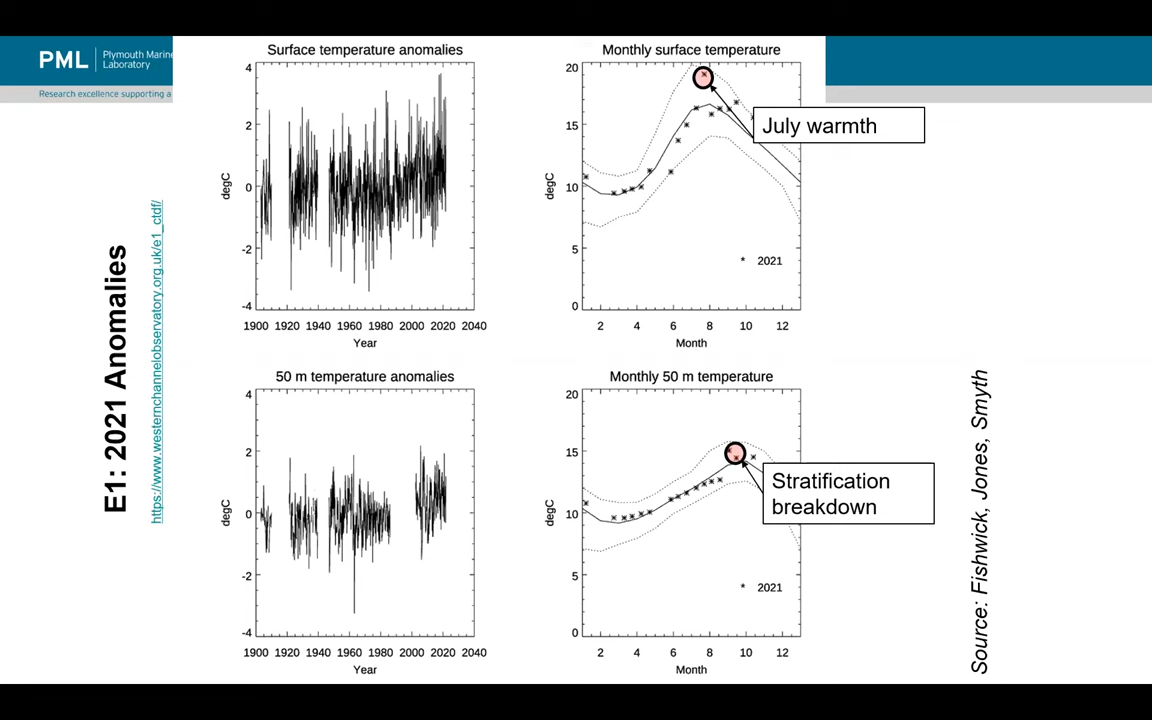 PML
Plymouth Marine
Laboratory
Research excellence supporting a
E1: 2021 Anomalies
https://www.westernchannelobservatory.org.uk/e1_ctdf/
Surface temperature anomalies
4
2
0
-2
-4
degC
1900 1920 1940 1960 1980 2000 2020 2040
Year
Monthly surface temperature
20
15
10
5
0
degC
2 4 6 8 10 12
Month
* 2021
July warmth
50 m temperature anomalies
4
2
0
-2
-4
degC
1900 1920 1940 1960 1980 2000 2020 2040
Year
Monthly 50 m temperature
20
15
10
5
0
degC
2 4 6 8 10 12
Month
* 2021
Stratification
breakdown
Source: Fishwick, Jones, Smyth